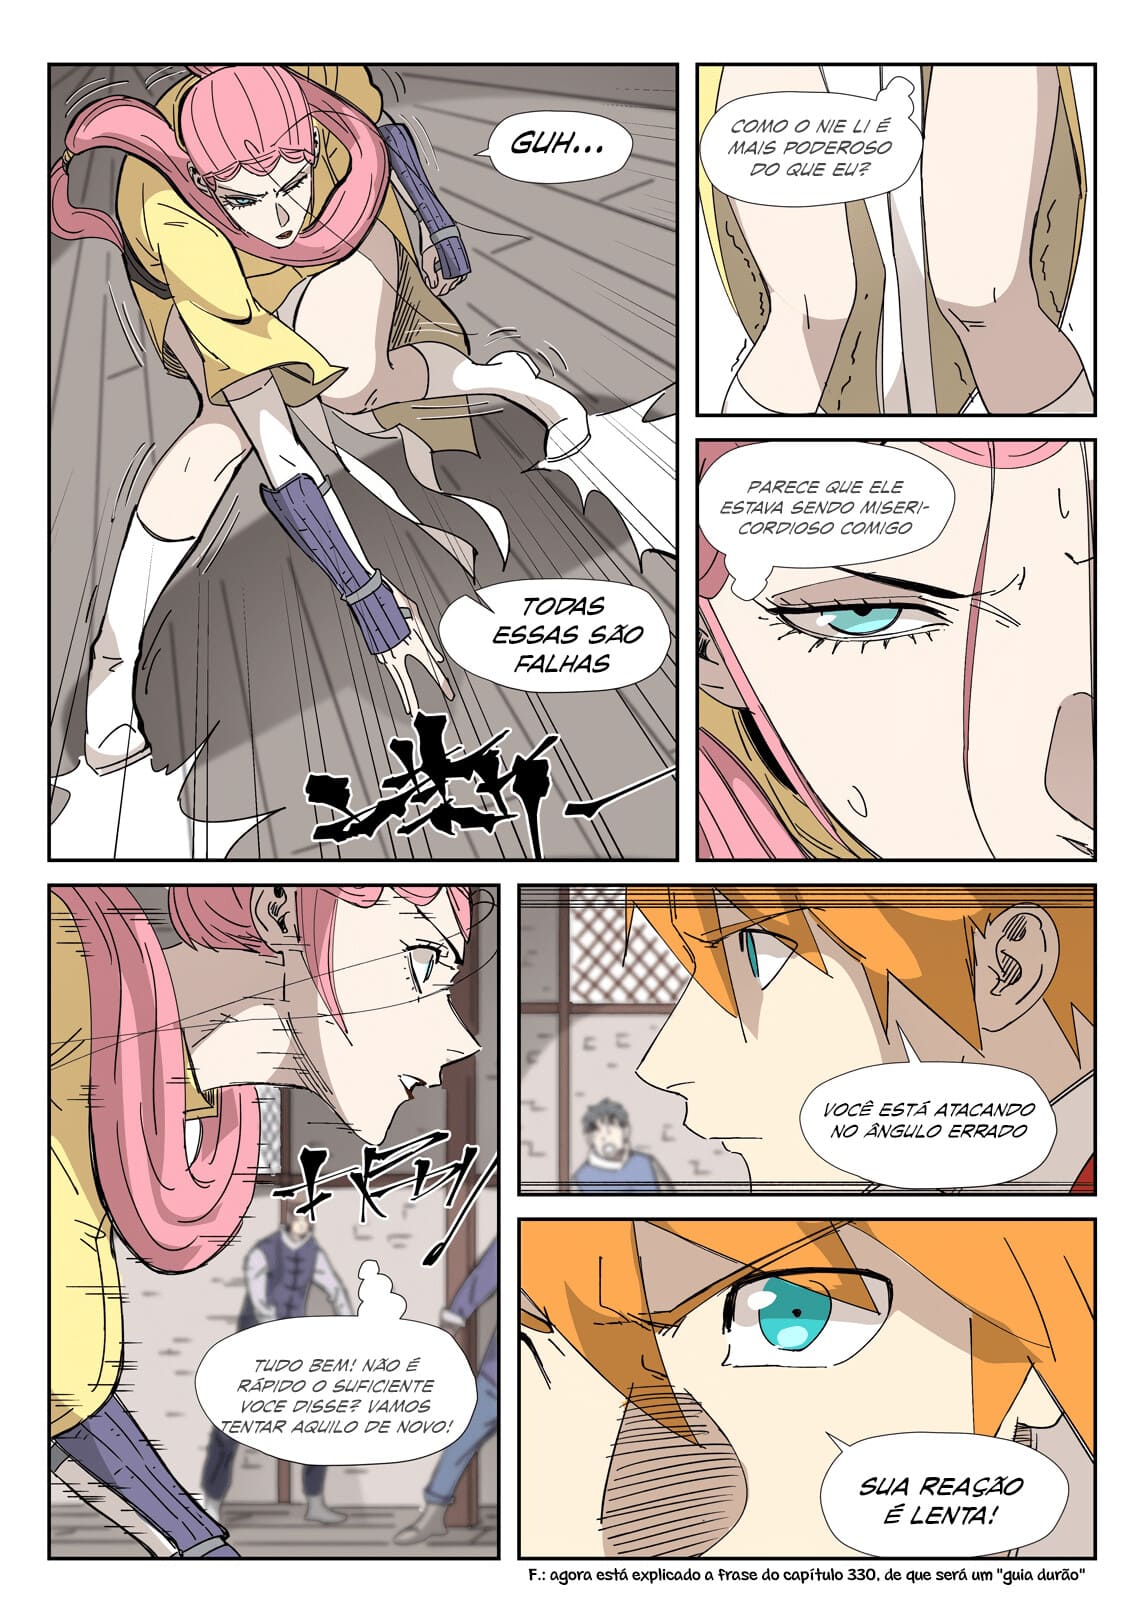 GUH...
TODAS
ESSAS SÃO
FALHAS
COMO O NIE LI É
MAIS PODEROSO
DO QUE EU?
PARECE QUE ELE
ESTAVA SENDO MISERI-
CORDIOSO COMIGO
TUDO BEM! NÃO É
RÁPIDO O SUFICIENTE
VOCE DISSE? VAMOS
TENTAR AQUILO DE NOVO!
VOCÊ ESTÁ ATACANDO
NO ÂNGULO ERRADO
SUA REAÇÃO
É LENTA!
F.: agora está explicado a frase do capítulo 330, de que será um "guia durão"